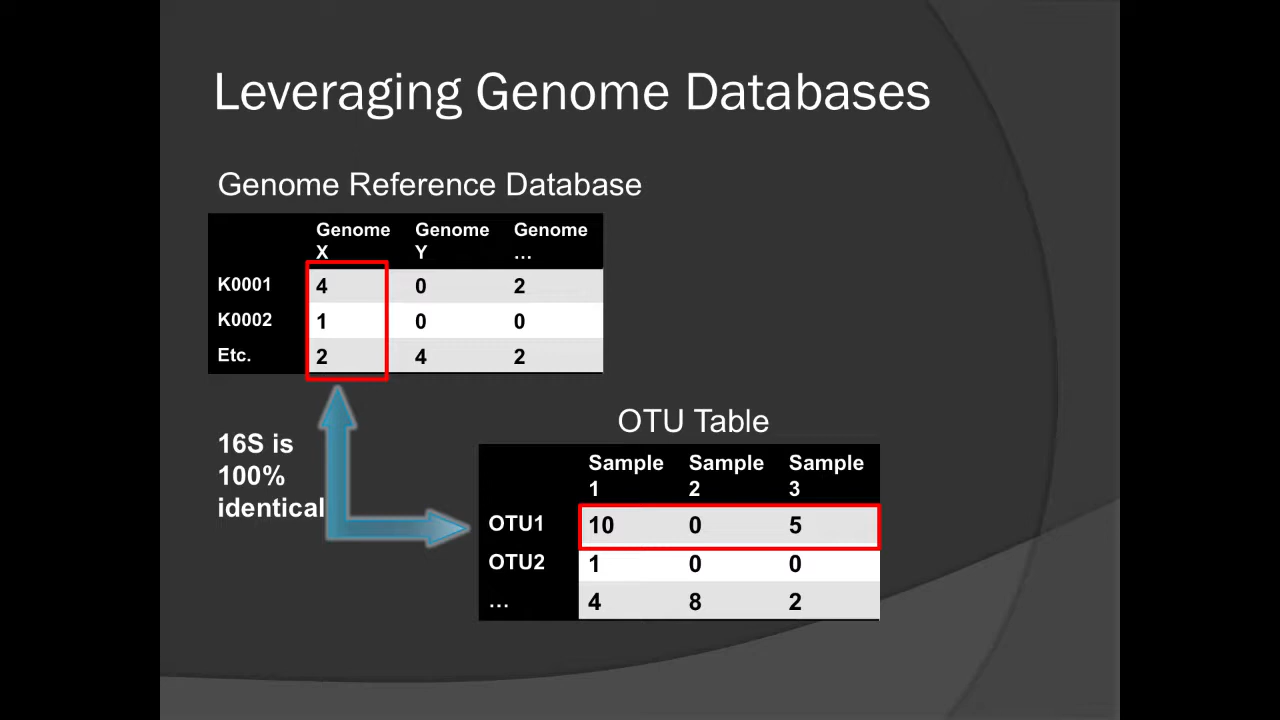 Leveraging Genome Databases
Genome Reference Database
Genome Genome Genome
X Y ...
K0001 4 0 2
K0002 1 0 0
Etc. 2 4 2
16S is
100%
identical
OTU Table
Sample Sample Sample
1 2 3
OTU1 10 0 5
OTU2 1 0 0
... 4 8 2